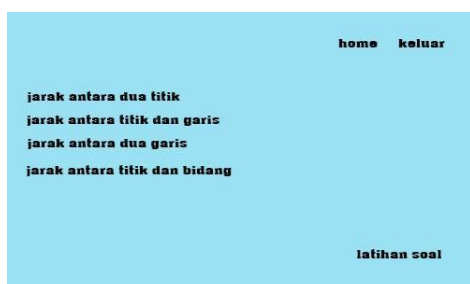 home keluar
jarak antara dua titik
jarak antara titik dan garis
jarak antara dua garis
jarak antara titik dan bidang
latihan soal